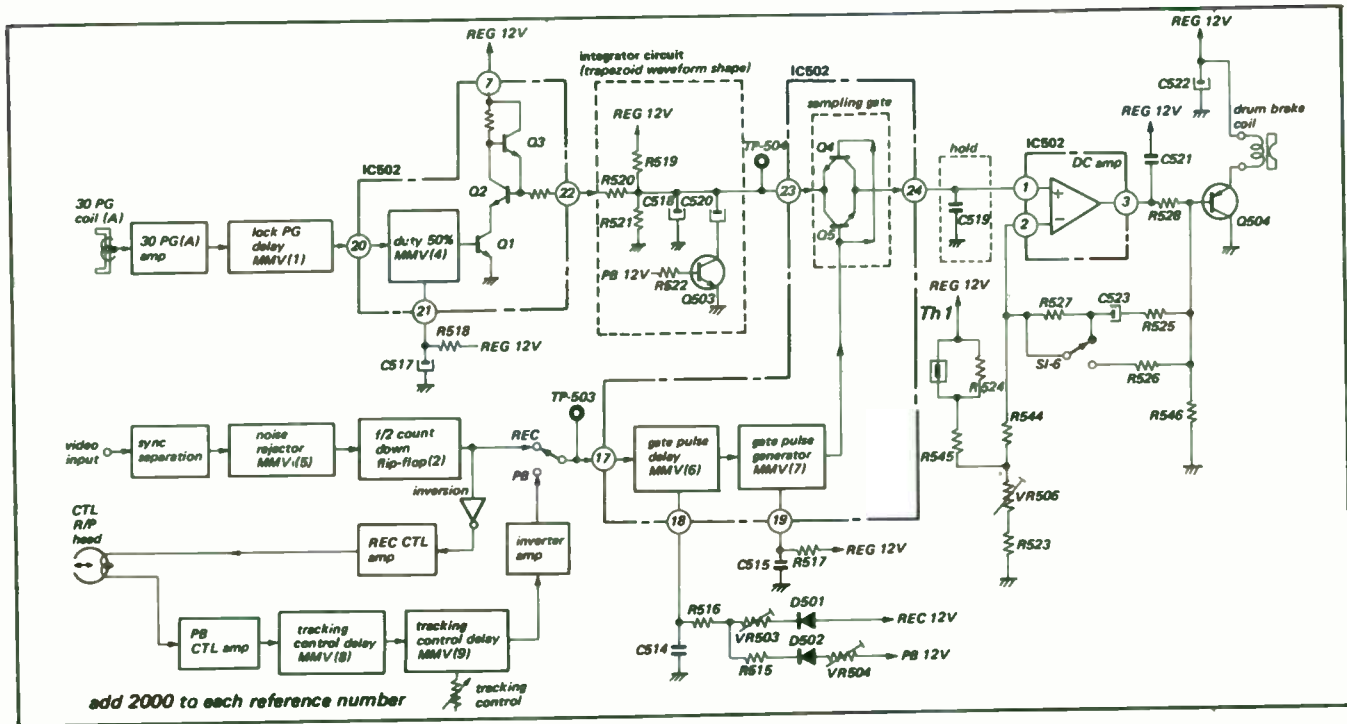 REG 12V
7
IC502
Q3
Q2
Q1
22
30 PG
coil (A)
30 PG(A)
amp
lock PG
delay
MMV(1)
20
duty 50%
MMV(4)
21
R518
REG 12V
C517
integrator circuit
(trapezoid waveform shape)
REG 12V
R519
R520
R521
C518
C520
PB 12V
R522
Q503
TP-504
IC502
sampling gate
Q4
Q5
23
24
hold
C519
IC502
DC amp
1
2
3
+
−
REG 12V
C521
R528
REG 12V
C522
drum brake
coil
Q504
R527
C523
R525
S1-6
R526
R546
REG 12V
Th 1
R524
R545
R544
VR506
R523
video
input
sync
separation
noise
rejector
MMV(5)
f/2 count
down
flip-flop(2)
REC
PB
TP-503
17
gate pulse
delay
MMV(6)
gate pulse
generator
MMV(7)
18
19
C515
R517
REG 12V
inversion
CTL
R/P
head
REC CTL
amp
inverter
amp
PB
CTL amp
tracking
control delay
MMV(8)
tracking
control delay
MMV(9)
tracking
control
R516
C514
VR503
D501
REC 12V
R515
D502
VR504
PB 12V
add 2000 to each reference number